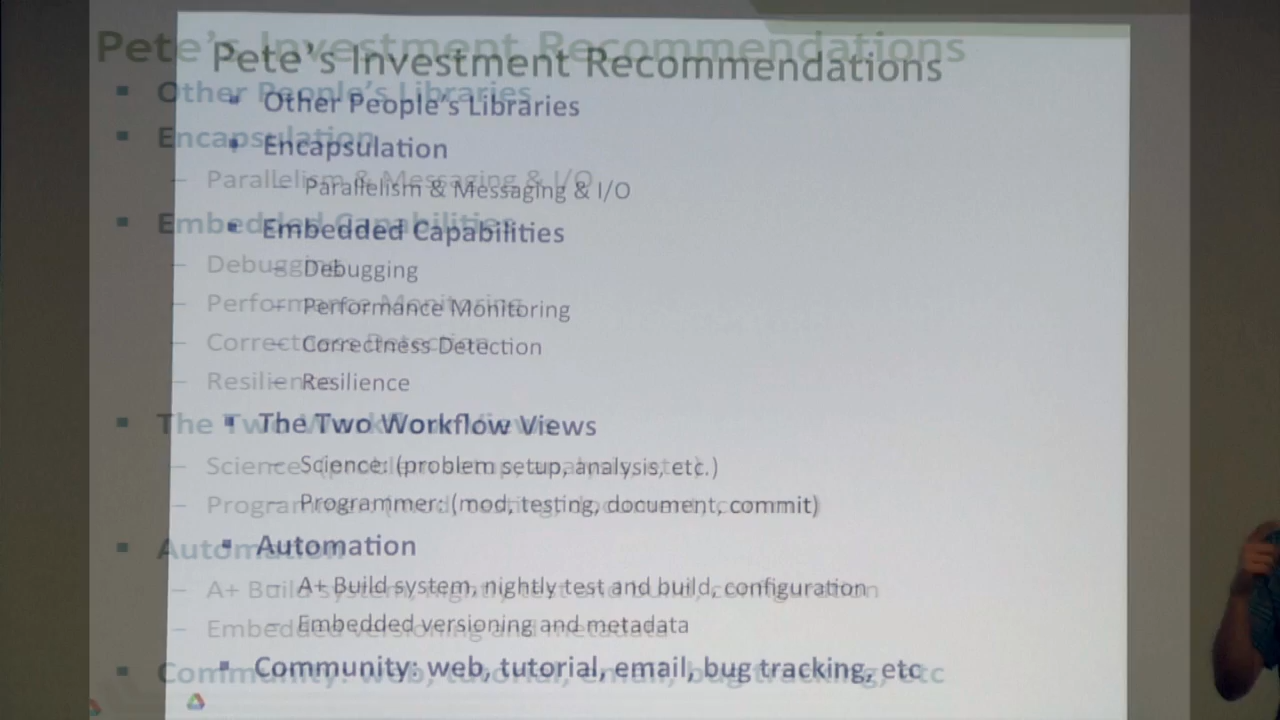 Pete's Investment Recommendations
▪ Other People's Libraries
▪ Encapsulation
– Parallelism & Messaging & I/O
▪ Embedded Capabilities
– Debugging
– Performance Monitoring
– Correctness Detection
– Resilience
▪ The Two Workflow Views
– Science: (problem setup, analysis, etc.)
– Programmer: (mod, testing, document, commit)
▪ Automation
– A+ Build system, nightly test and build, configuration
– Embedded versioning and metadata
▪ Community: web, tutorial, email, bug tracking, etc